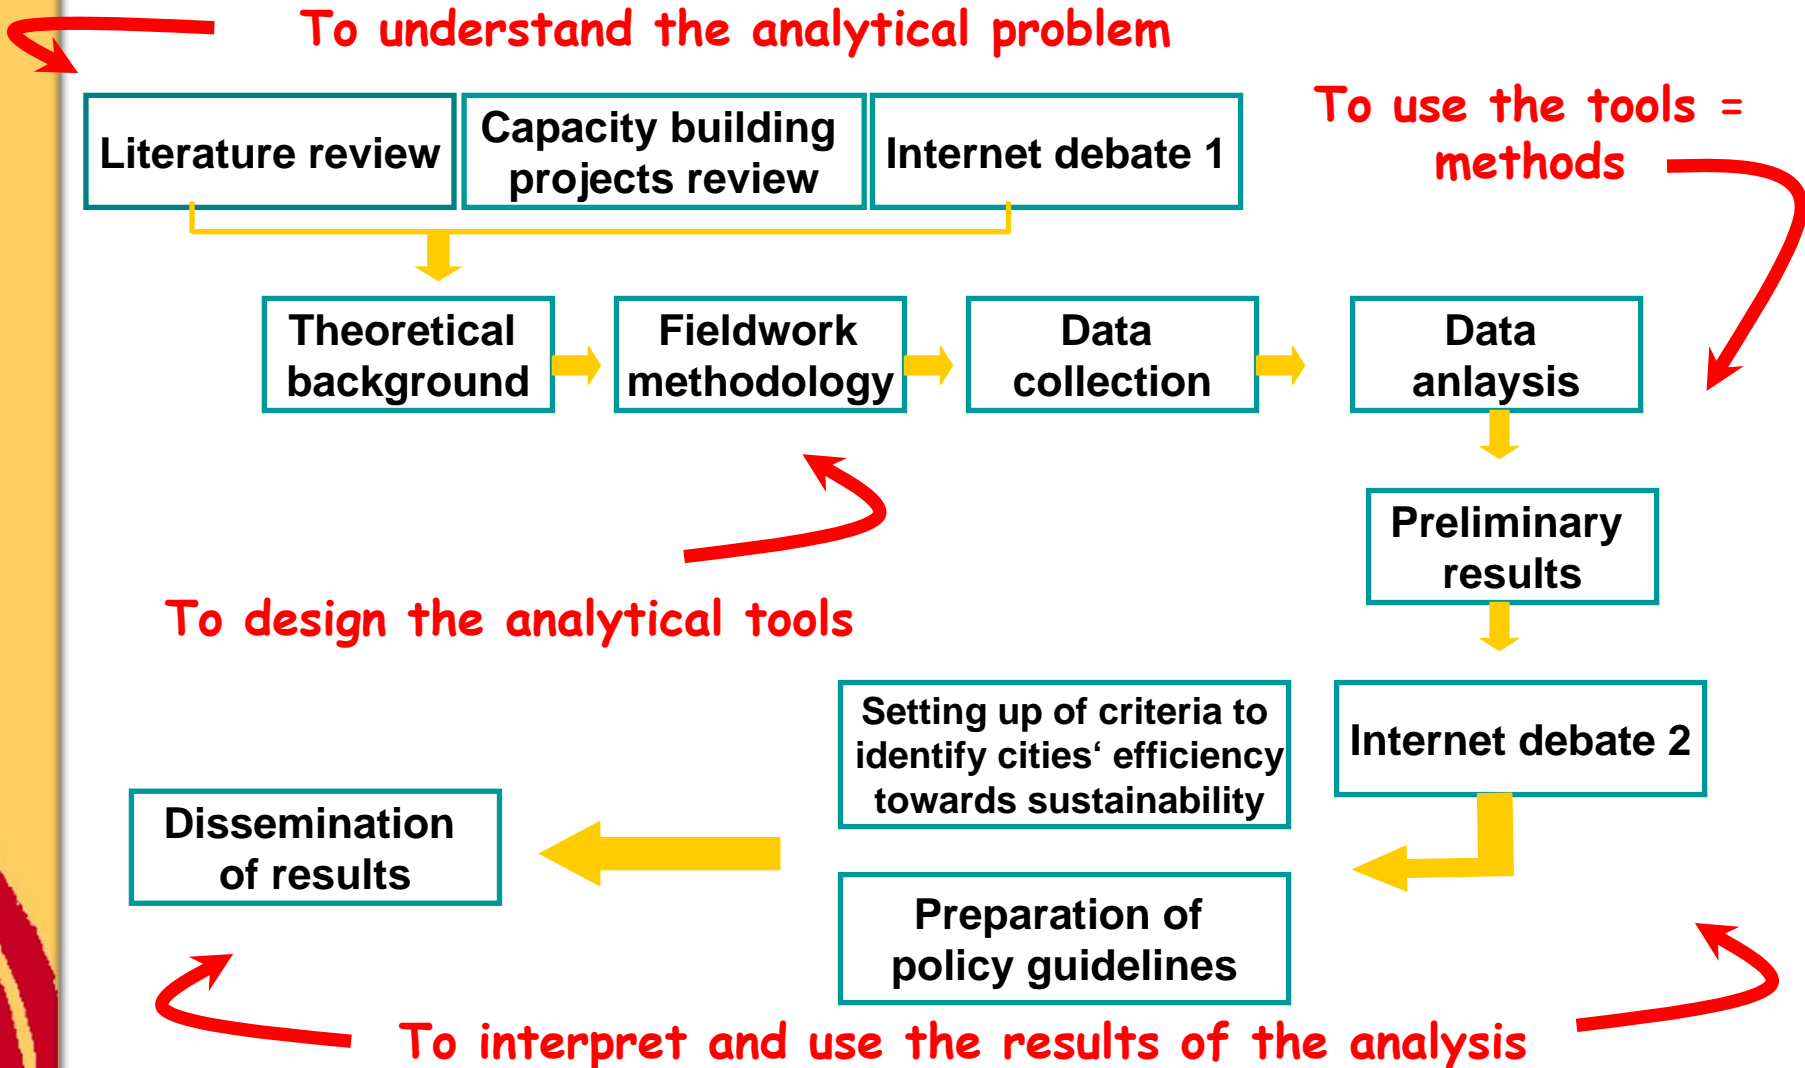 To understand the analytical problem
Literature review
Capacity building
projects review
Internet debate 1
To use the tools =
methods
Theoretical
background
Fieldwork
methodology
Data
collection
Data
anlaysis
Preliminary
results
To design the analytical tools
Setting up of criteria to
identify cities‘ efficiency
towards sustainability
Internet debate 2
Dissemination
of results
Preparation of
policy guidelines
To interpret and use the results of the analysis